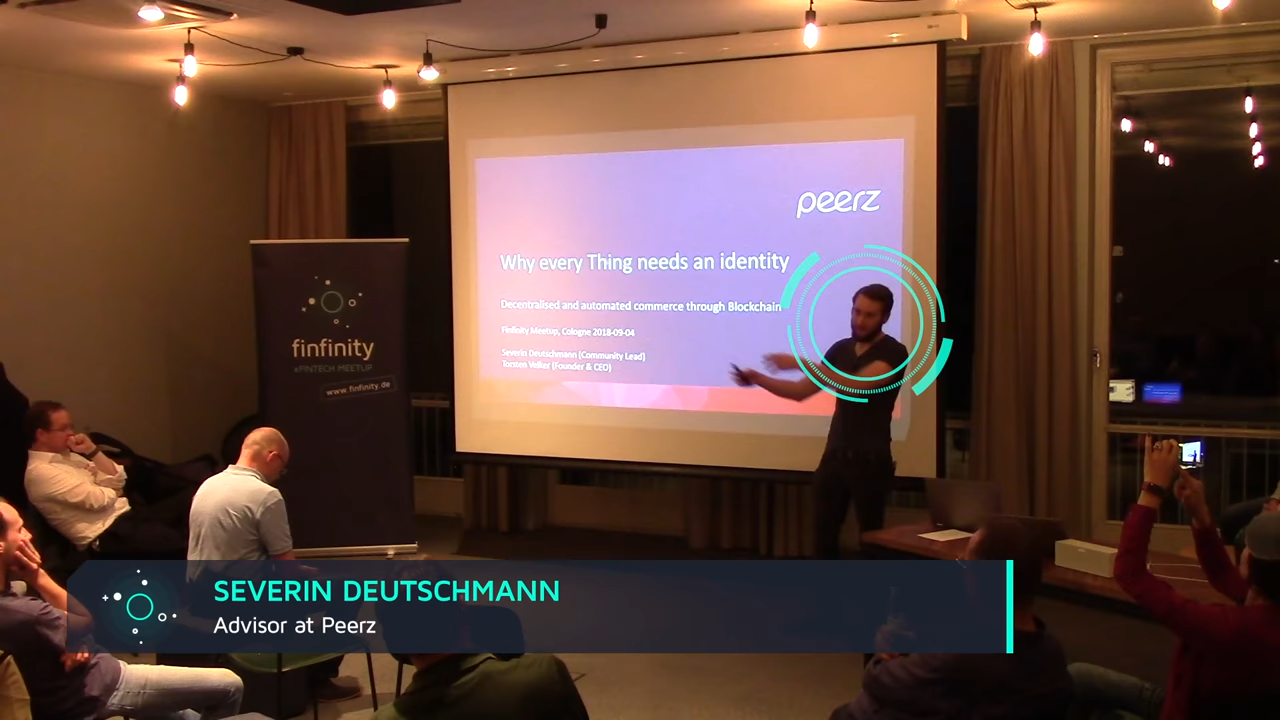 peerz
Why every Thing needs an identity
Decentralised and automated commerce through Blockchain
Finfinity Meetup, Cologne 2018-09-04
Severin Deutschmann (Community Lead)
Torsten Velker (Founder & CEO)
finfinity
#FINTECH MEETUP
www.finfinity.de
SEVERIN DEUTSCHMANN
Advisor at Peerz